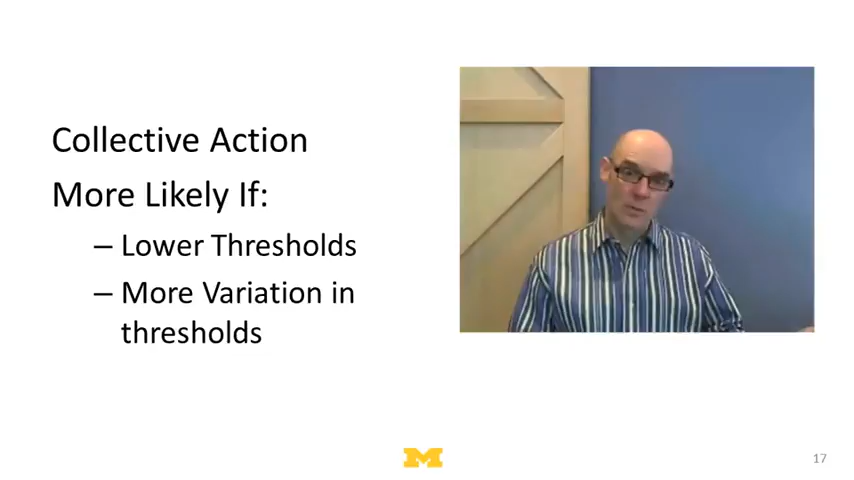 Collective Action
More Likely If:
– Lower Thresholds
– More Variation in
thresholds
M
17